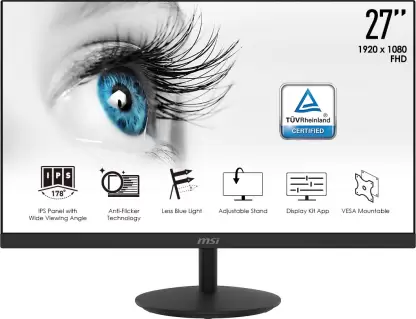 27’’
1920 x 1080
FHD
TÜVRheinland
CERTIFIED
IPS
178°
IPS Panel with
Wide Viewing Angle
Anti-Flicker
Technology
Less Blue Light
Adjustable Stand
Display Kit App
VESA Mountable
msi